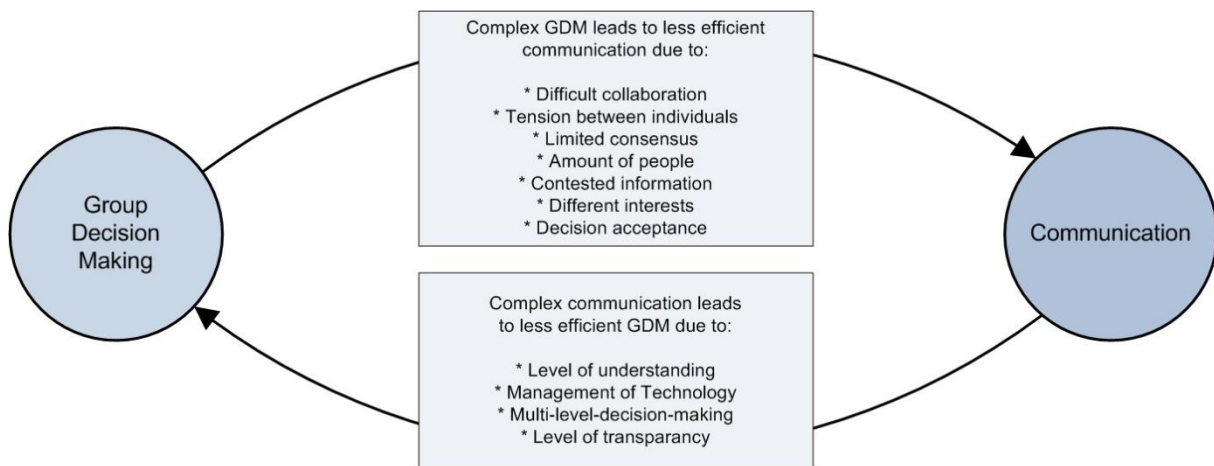 Complex GDM leads to less efficient
communication due to:
* Difficult collaboration
* Tension between individuals
* Limited consensus
* Amount of people
* Contested information
* Different interests
* Decision acceptance
Group
Decision
Making
Communication
Complex communication leads
to less efficient GDM due to:
* Level of understanding
* Management of Technology
* Multi-level-decision-making
* Level of transparancy